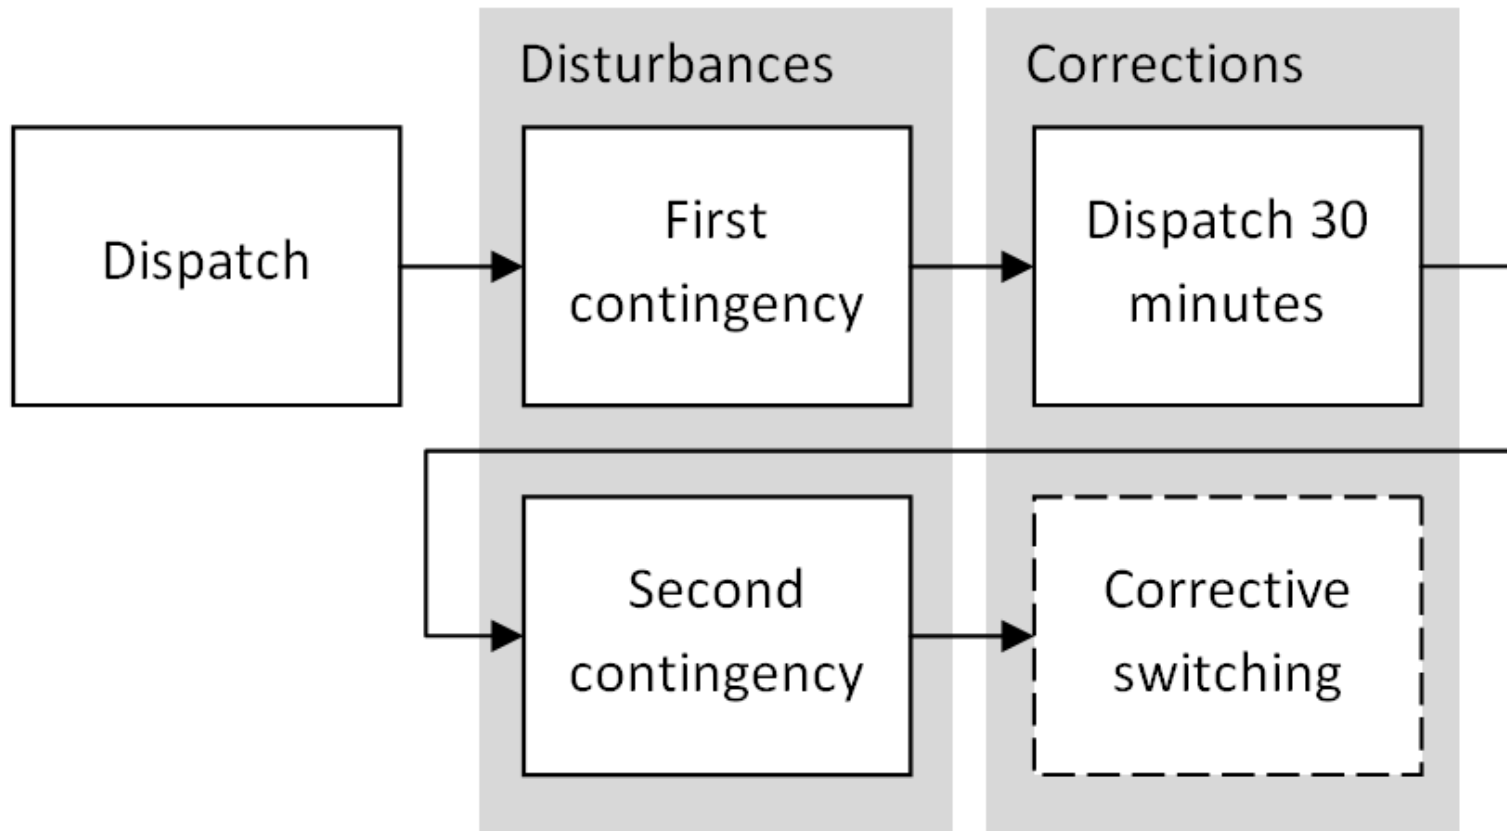 Disturbances
Corrections
Dispatch
First
contingency
Dispatch 30
minutes
Second
contingency
Corrective
switching